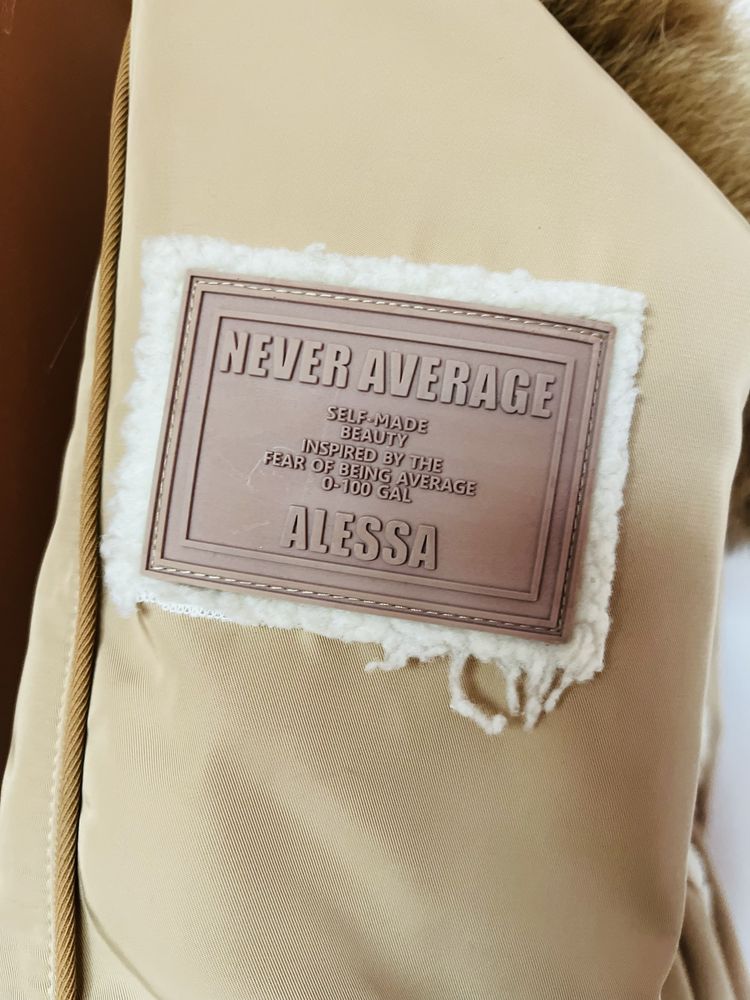 NEVER AVERAGE
SELF-MADE
BEAUTY
INSPIRED BY THE
FEAR OF BEING AVERAGE
0-100 GAL
ALESSA